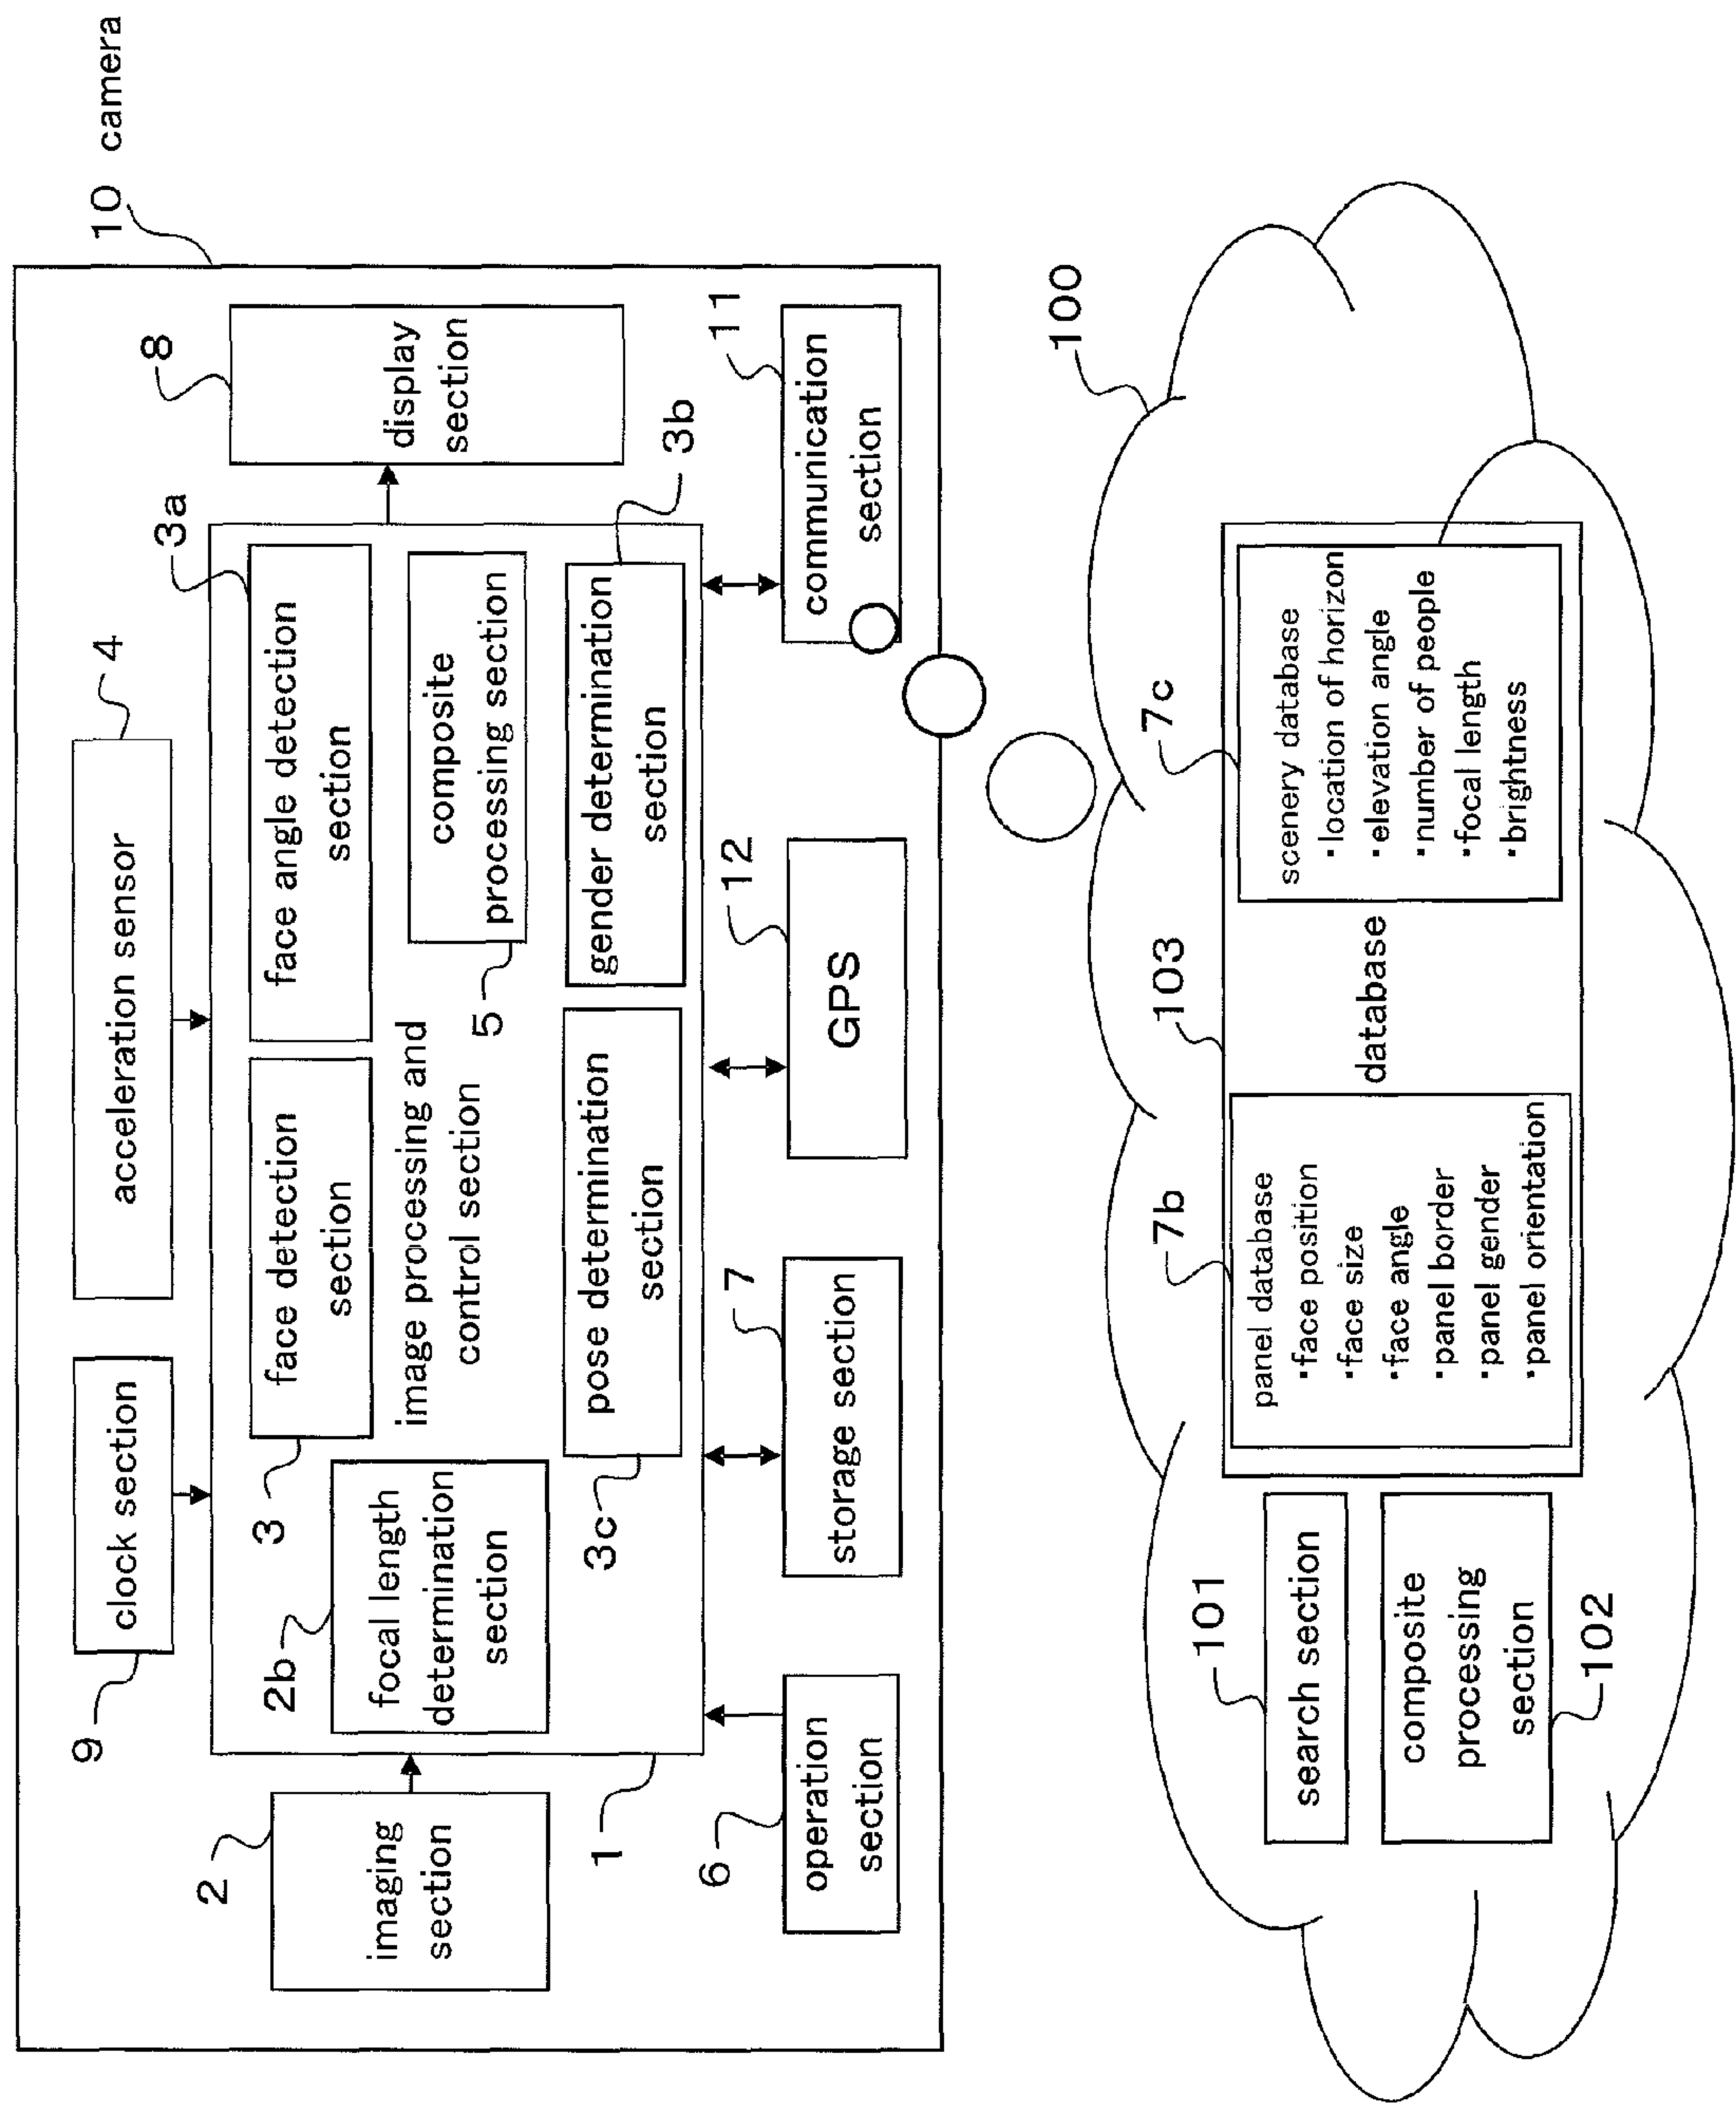 10 camera
9
clock section
4
acceleration sensor
2
imaging
section
2b
focal length
determination
section
3
face detection
section
3a
face angle detection
section
8
display
section
image processing and
control section
5
composite
processing section
3c
pose determination
section
gender determination
section
3b
1
6
operation
section
7
storage section
12
GPS
11
communication
section
100
101
search section
composite
processing
section
102
103
database
7b
panel database
・face position
・face size
・face angle
・panel border
・panel gender
・panel orientation
7c
scenery database
・location of horizon
・elevation angle
・number of people
・focal length
・brightness